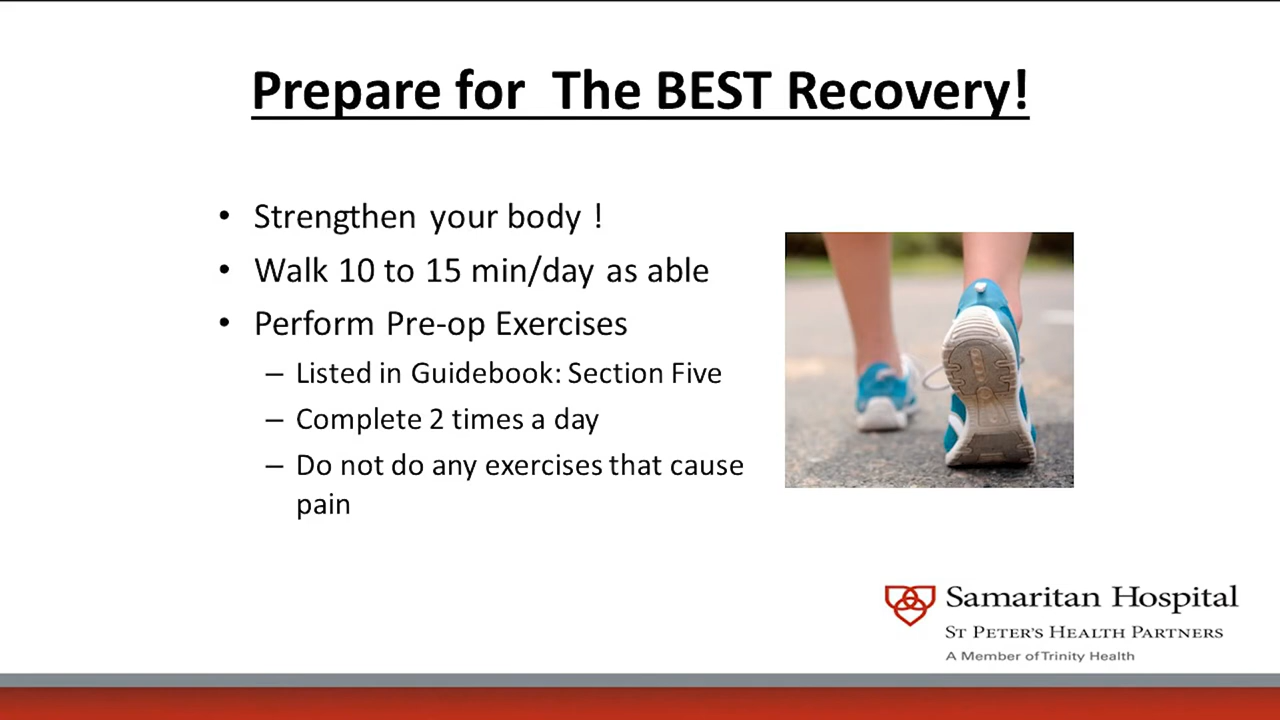 Prepare for The BEST Recovery!
• Strengthen your body !
• Walk 10 to 15 min/day as able
• Perform Pre-op Exercises
– Listed in Guidebook: Section Five
– Complete 2 times a day
– Do not do any exercises that cause
pain
Samaritan Hospital
ST PETER'S HEALTH PARTNERS
A Member of Trinity Health